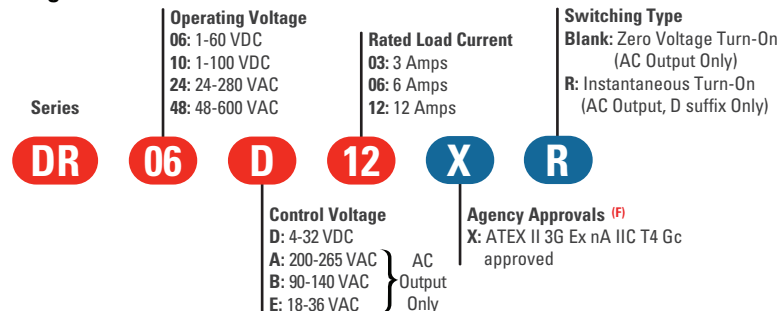 Operating Voltage
06: 1-60 VDC
10: 1-100 VDC
24: 24-280 VAC
48: 48-600 VAC
Rated Load Current
03: 3 Amps
06: 6 Amps
12: 12 Amps
Switching Type
Blank: Zero Voltage Turn-On
(AC Output Only)
R: Instantaneous Turn-On
(AC Output, D suffix Only)
Series
DR 06 D 12 X R
Control Voltage
D: 4-32 VDC
A: 200-265 VAC
B: 90-140 VAC
E: 18-36 VAC
AC
Output
Only
Agency Approvals (F)
X: ATEX II 3G Ex nA IIC T4 Gc
approved